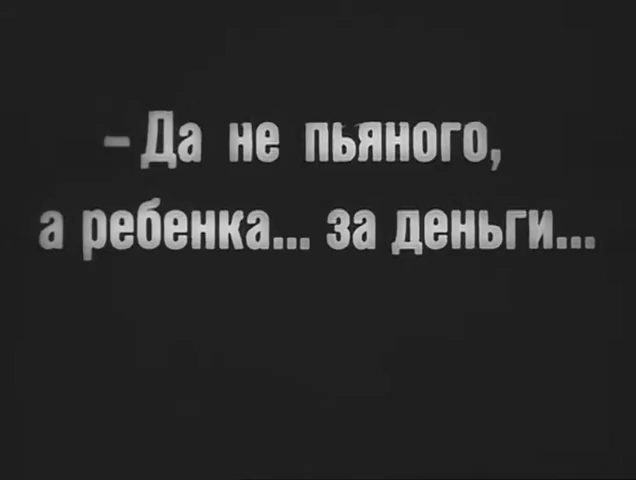 – Да не пьяного,
а ребенка... за деньги...